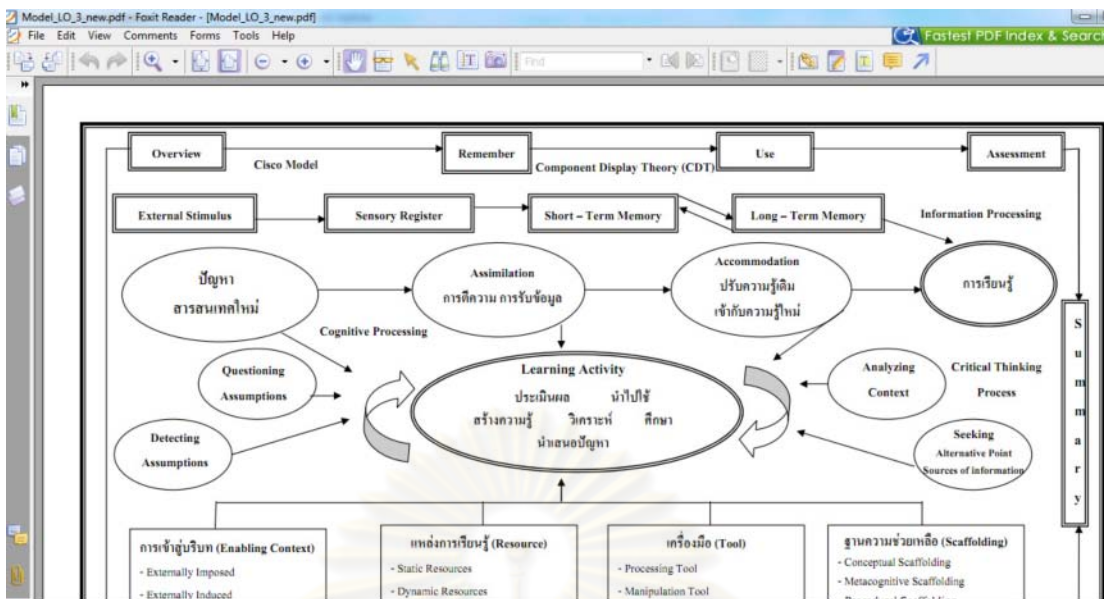 Model_LO_3_new.pdf - Foxit Reader - [Model_LO_3_new.pdf]
File Edit View Comments Forms Tools Help
Fastest PDF Index & Search
Find
Overview
Remember
Use
Assessment
Cisco Model
Component Display Theory (CDT)
External Stimulus
Sensory Register
Short – Term Memory
Long – Term Memory
Information Processing
ปัญหา
สารสนเทศใหม่
Assimilation
การตีความ การรับข้อมูล
Accommodation
ปรับความรู้เดิม
เข้ากับความรู้ใหม่
การเรียนรู้
Cognitive Processing
Questioning
Assumptions
Detecting
Assumptions
Learning Activity
ประเมินผล นำไปใช้
สร้างความรู้ วิเคราะห์ ศึกษา
นำเสนอปัญหา
Analyzing
Context
Critical Thinking
Process
Seeking
Alternative Point
Sources of information
Summary
การเข้าสู่บริบท (Enabling Context)
- Externally Imposed
- Externally Induced
แหล่งการเรียนรู้ (Resource)
- Static Resources
- Dynamic Resources
เครื่องมือ (Tool)
- Processing Tool
- Manipulation Tool
ฐานความช่วยเหลือ (Scaffolding)
- Conceptual Scaffolding
- Metacognitive Scaffolding